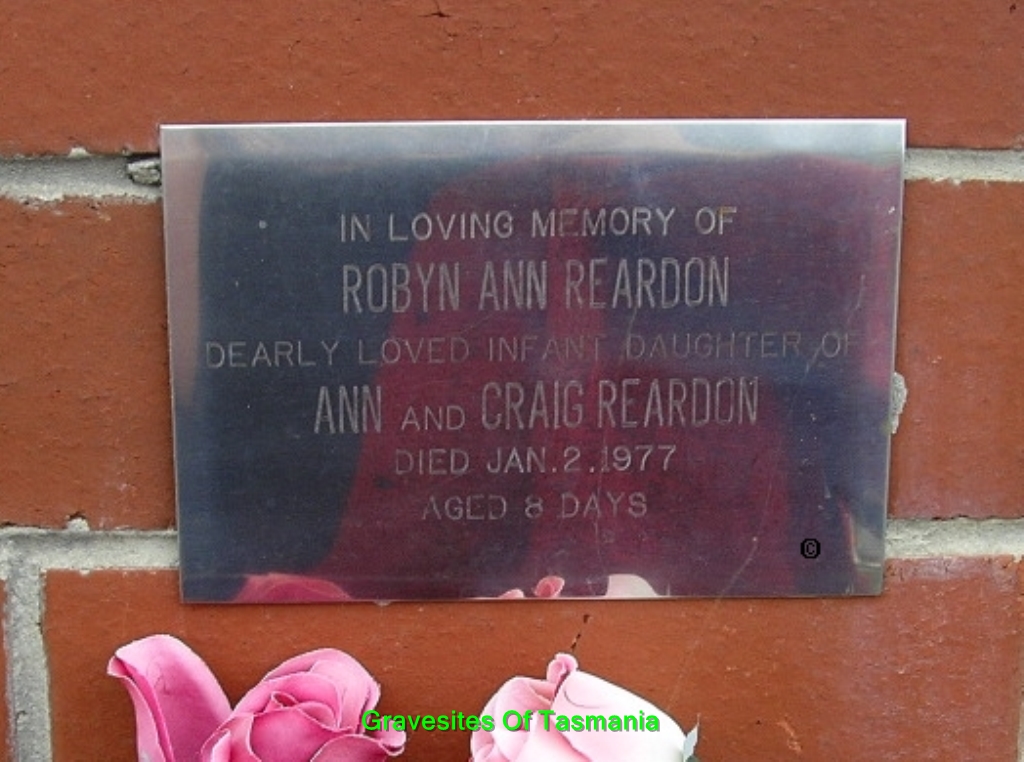 IN LOVING MEMORY OF
ROBYN ANN REARDON
DEARLY LOVED INFANT DAUGHTER OF
ANN AND CRAIG REARDON
DIED JAN.2.1977
AGED 8 DAYS
©
Gravesites Of Tasmania